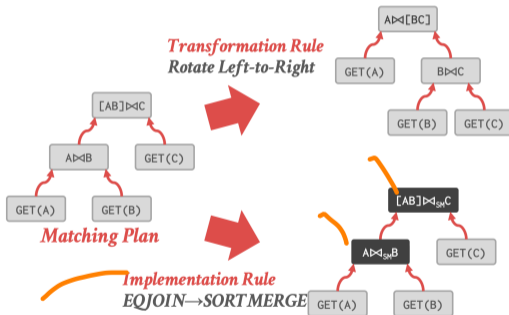 A⋈[BC]
Transformation Rule
Rotate Left-to-Right
GET(A)
B⋈C
[AB]⋈C
GET(B)
GET(C)
A⋈B
GET(C)
GET(A)
GET(B)
Matching Plan
[AB]⋈SMC
A⋈SMB
GET(C)
Implementation Rule
EQJOIN→SORTMERGE
GET(A)
GET(B)